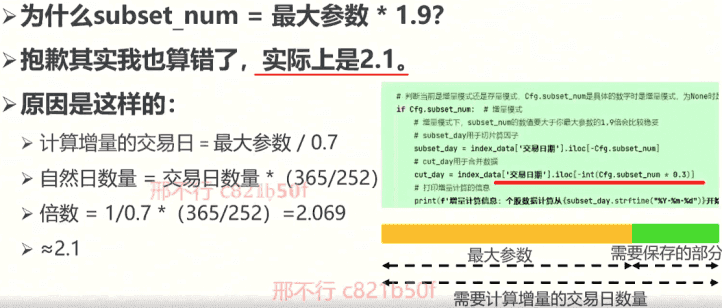 ➢为什么subset_num = 最大参数 * 1.9?
➢抱歉其实我也算错了，实际上是2.1。
➢原因是这样的：
➢ 计算增量的交易日 = 最大参数 / 0.7
➢ 自然日数量 = 交易日数量 *（365/252）
➢ 倍数 = 1/0.7 *（365/252）=2.069
➢ ≈2.1
邢不行 c821b50f
# 判断当前是增量模式还是存量模式，Cfg.subset_num是具体的数字时是增量模式，为None时
if Cfg.subset_num: # 增量模式
# 增量模式下，subset_num的数值要大于你最大参数的1.9倍会比较稳妥
# subset_day用于切片算因子
subset_day = index_data['交易日期'].iloc[-Cfg.subset_num]
# cut_day用于合并数据
cut_day = index_data['交易日期'].iloc[-int(Cfg.subset_num * 0.3)]
# 打印增量计算的信息
print(f'增量计算信息：个股数据计算从{subset_day.strftime("%Y-%m-%d")}开始
最大参数
需要保存的部分
需要计算增量的交易日数量
邢不行 c821b50f